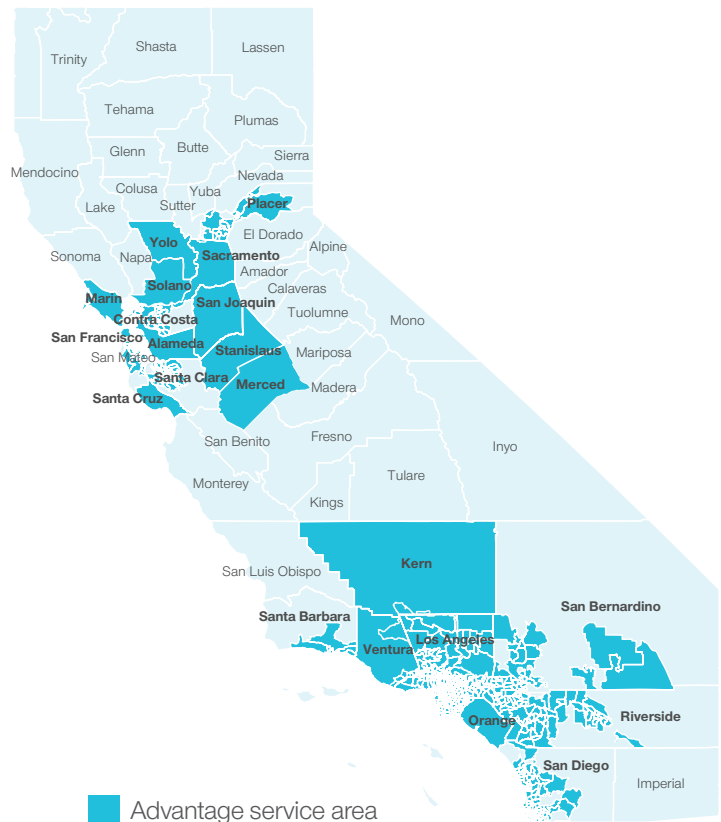 Shasta
Lassen
Trinity
Tehama
Plumas
Glenn
Butte
Sierra
Mendocino
Nevada
Colusa
Yuba
Lake
Sutter
Placer
El Dorado
Yolo
Alpine
Sonoma
Napa
Sacramento
Amador
Solano
Calaveras
Marin
San Joaquin
Tuolumne
Contra Costa
Mono
San Francisco
Alameda
Stanislaus
Mariposa
San Mateo
Santa Clara
Merced
Madera
Santa Cruz
Fresno
San Benito
Inyo
Tulare
Monterey
Kings
Kern
San Luis Obispo
San Bernardino
Santa Barbara
Los Angeles
Ventura
Orange
Riverside
San Diego
Imperial
Advantage service area